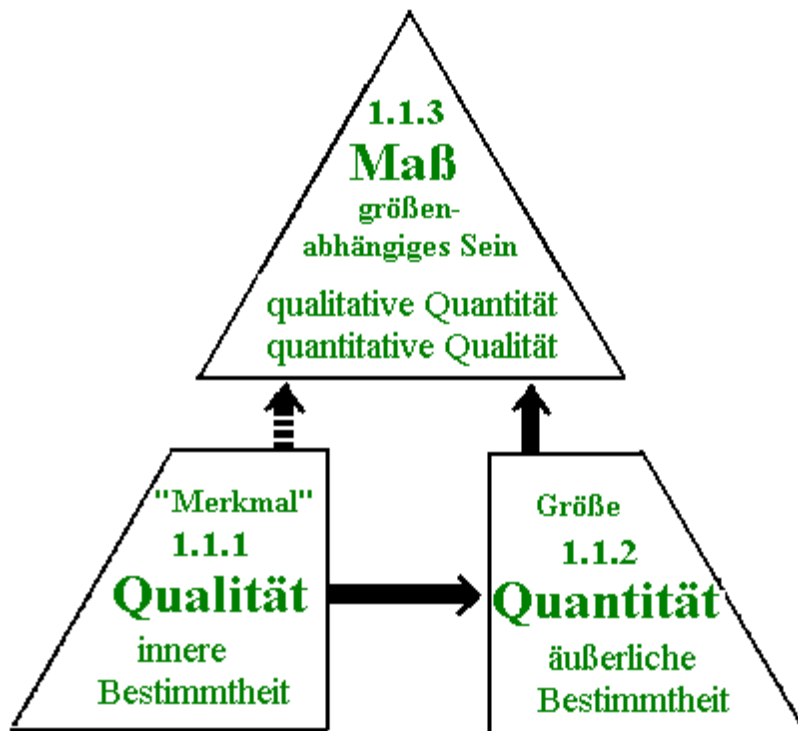 1.1.3
Maß
größen-
abhängiges Sein
qualitative Quantität
quantitative Qualität
"Merkmal"
1.1.1
Qualität
innere
Bestimmtheit
Größe
1.1.2
Quantität
äußerliche
Bestimmtheit